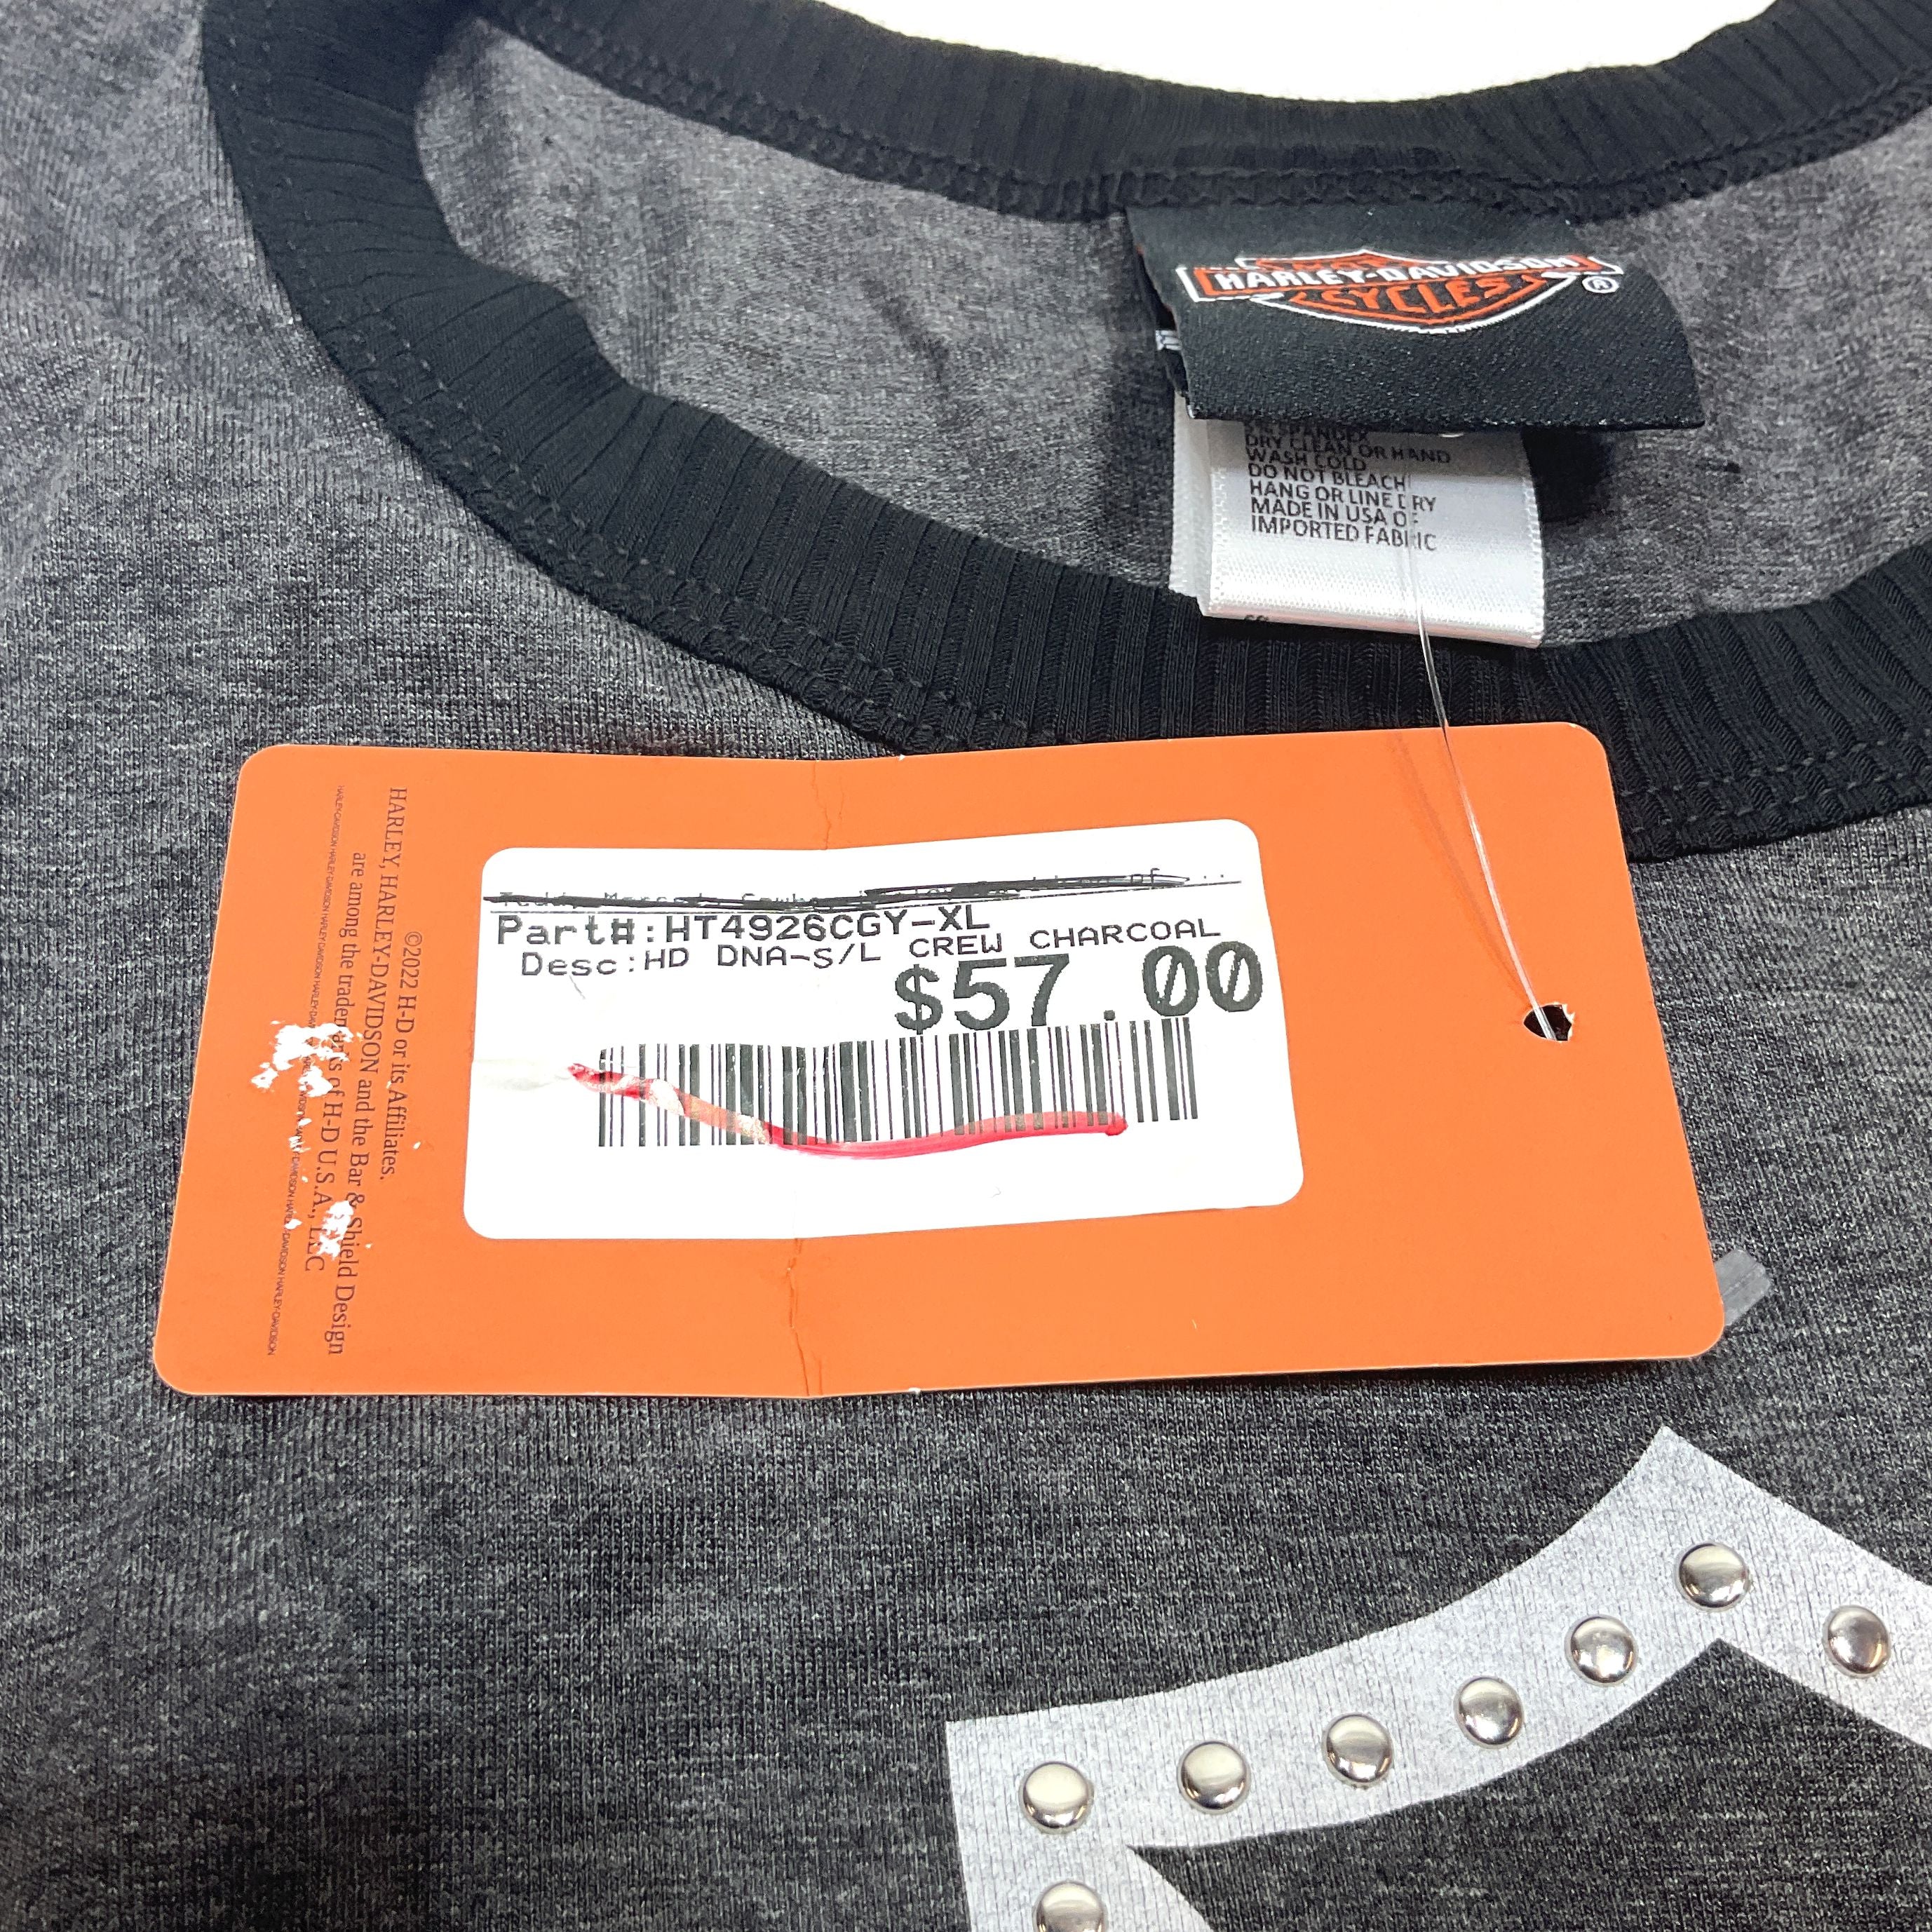 HARLEY-DAVIDSON
CYCLES
®
SPANDEX
DRY CLEAN OR HAND
WASH COLD
DO NOT BLEACH
HANG OR LINE DRY
MADE IN USA OF
IMPORTED FABRIC
Part#:HT4926CGY-XL
Desc:HD DNA-S/L CREW CHARCOAL
$57.00
©2022 H-D or its Affiliates.
HARLEY, HARLEY-DAVIDSON and the Bar & Shield Design
are among the trademarks of H-D U.S.A., LLC